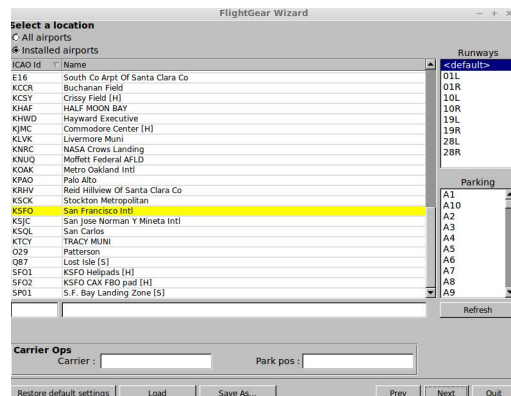 FlightGear Wizard
Select a location
All airports
Installed airports
ICAO Id Name
E16 South Co Arpt Of Santa Clara Co
KCCR Buchanan Field
KCSY Crissy Field [H]
KHAF HALF MOON BAY
KHWD Hayward Executive
KJMC Commodore Center [H]
KLVK Livermore Muni
KNRC NASA Crows Landing
KNUQ Moffett Federal AFLD
KOAK Metro Oakland Intl
KPAO Palo Alto
KRHV Reid Hillview Of Santa Clara Co
KSCK Stockton Metropolitan
KSFO San Francisco Intl
KSJC San Jose Norman Y Mineta Intl
KSQL San Carlos
KTCY TRACY MUNI
O29 Patterson
Q87 Lost Isle [S]
SFO1 KSFO Helipads [H]
SFO2 KSFO CAX FBO pad [H]
SP01 S.F. Bay Landing Zone [S]
Runways
<default>
01L
01R
10L
10R
19L
19R
28L
28R
Parking
A1
A10
A2
A3
A4
A5
A6
A7
A8
A9
Refresh
Carrier Ops
Carrier : Park pos :
Restore default settings Load Save As... Prev Next Quit